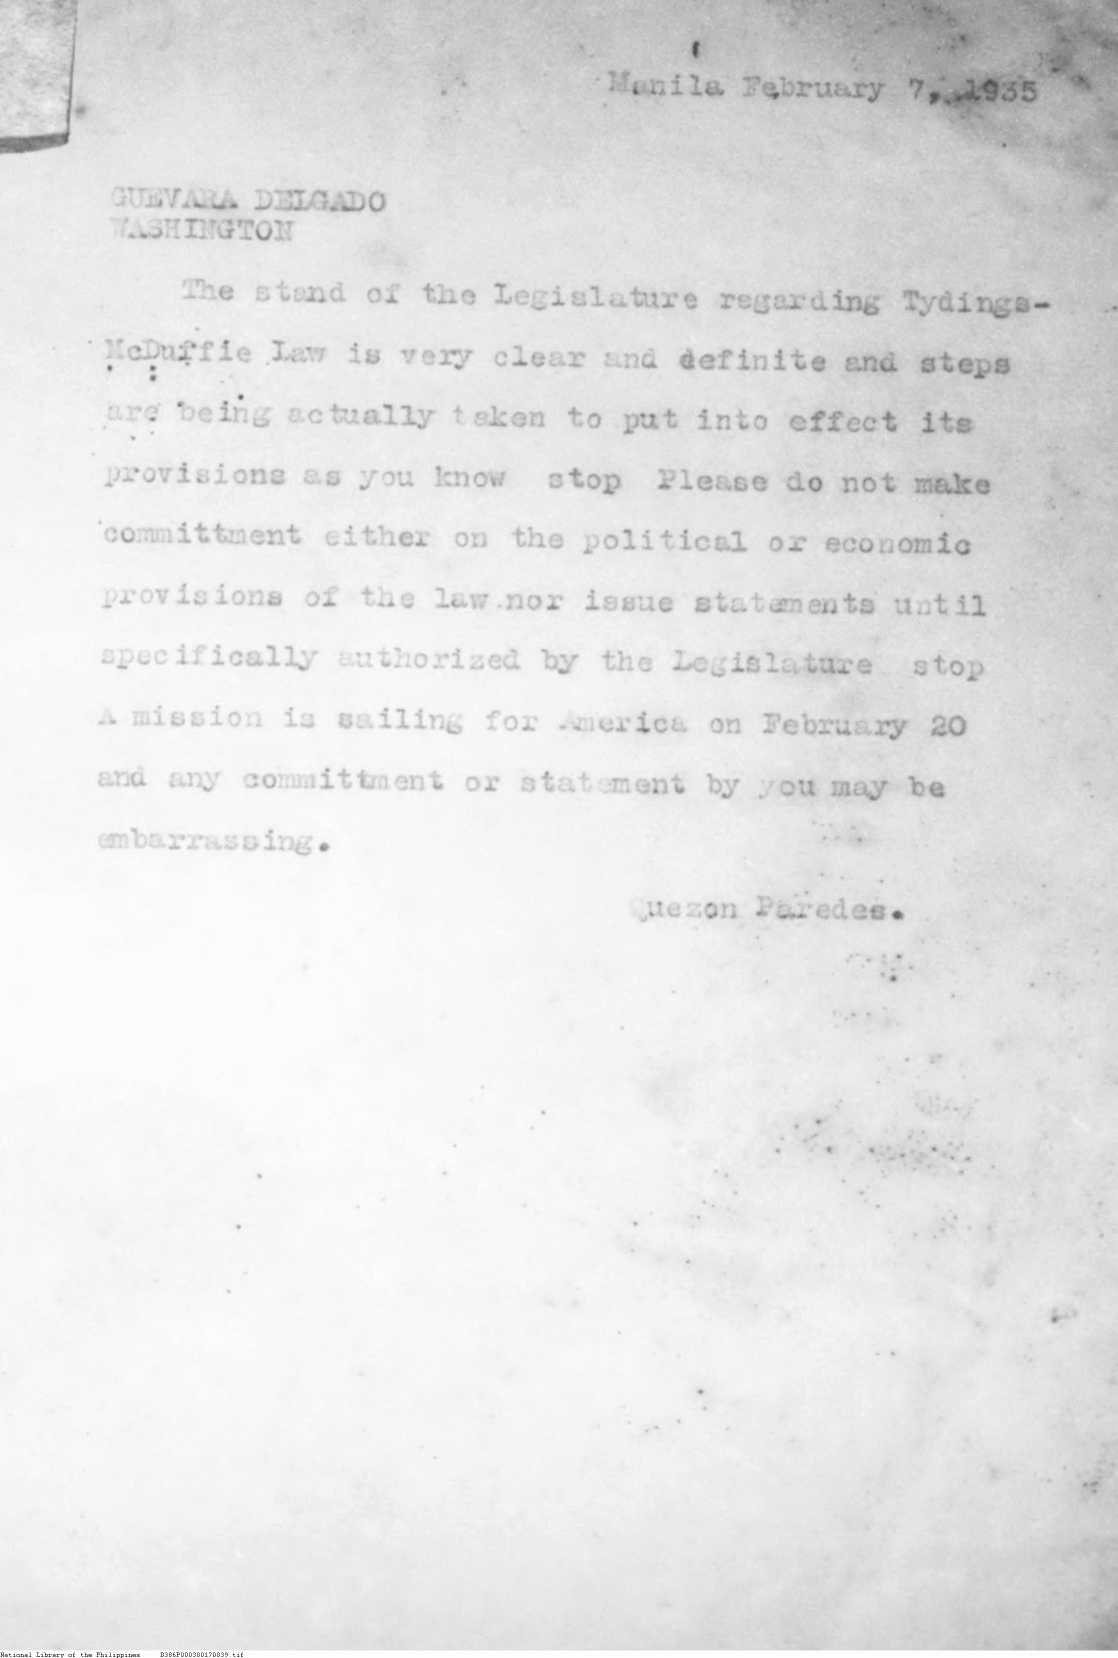 Manila February 7, 1935
GUEVARA DELGADO
WASHINGTON
The stand of the Legislature regarding Tydings-
McDuffie Law is very clear and definite and steps
are being actually taken to put into effect its
provisions as you know stop Please do not make
committment either on the political or economic
provisions of the law nor issue statements until
specifically authorized by the Legislature stop
A mission is sailing for America on February 20
and any committment or statement by you may be
embarrassing.
Quezon Paredes.
National Library of the Philippines B386P000300170039.tif